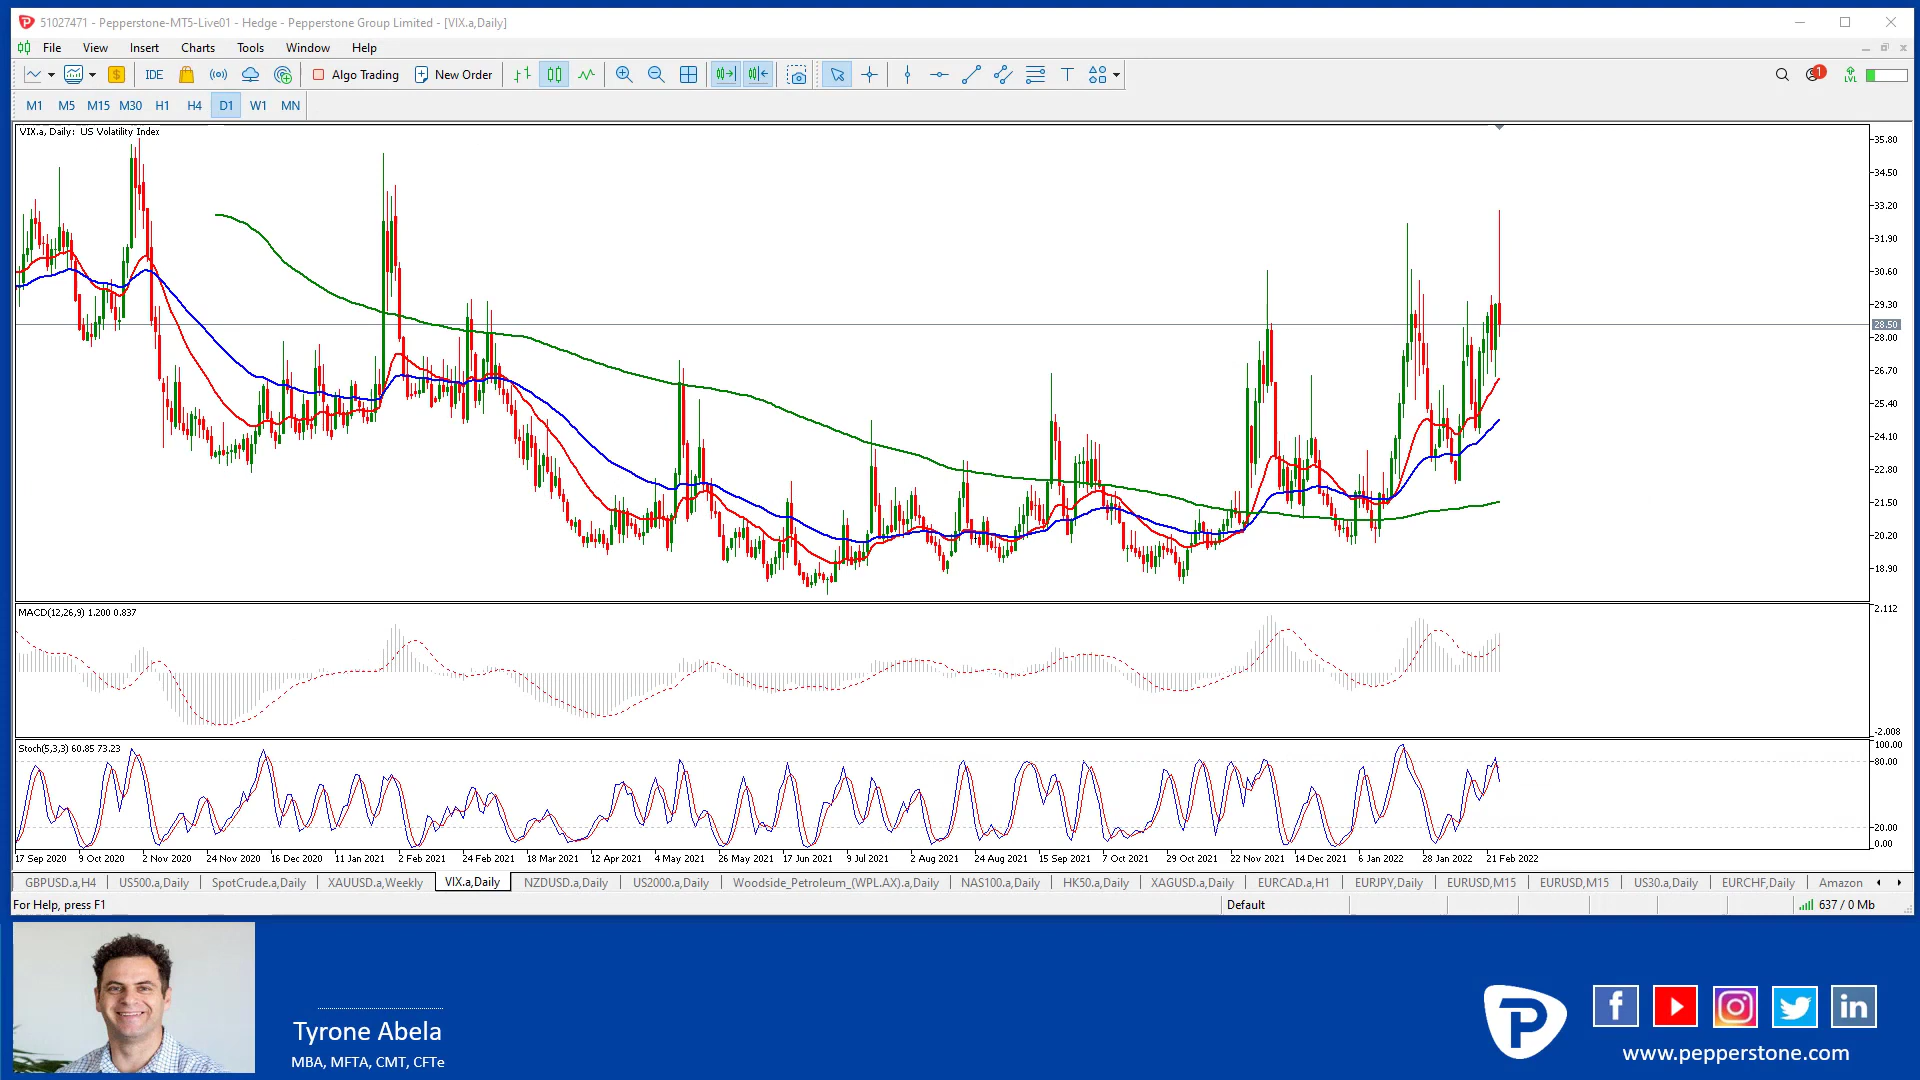 51027471 - Pepperstone-MT5-Live01 - Hedge - Pepperstone Group Limited - [VIX.a,Daily]
File View Insert Charts Tools Window Help
IDE Algo Trading New Order T 1 LVL
M1 M5 M15 M30 H1 H4 D1 W1 MN
VIX.a, Daily: US Volatility Index
35.80
34.50
33.20
31.90
30.60
29.30
28.50
28.00
26.70
25.40
24.10
22.80
21.50
20.20
18.90
MACD(12,26,9) 1.200 0.837
2.112
-2.008
Stoch(5,3,3) 60.85 73.23
100.00
80.00
20.00
0.00
17 Sep 2020 9 Oct 2020 2 Nov 2020 24 Nov 2020 16 Dec 2020 11 Jan 2021 2 Feb 2021 24 Feb 2021 18 Mar 2021 12 Apr 2021 4 May 2021 26 May 2021 17 Jun 2021 9 Jul 2021 2 Aug 2021 24 Aug 2021 15 Sep 2021 7 Oct 2021 29 Oct 2021 22 Nov 2021 14 Dec 2021 6 Jan 2022 28 Jan 2022 21 Feb 2022
GBPUSD.a,H4 US500.a,Daily SpotCrude.a,Daily XAUUSD.a,Weekly VIX.a,Daily NZDUSD.a,Daily US2000.a,Daily Woodside_Petroleum_(WPL.AX).a,Daily NAS100.a,Daily HK50.a,Daily XAGUSD.a,Daily EURCAD.a,H1 EURJPY,Daily EURUSD,M15 EURUSD,M15 US30.a,Daily EURCHF,Daily Amazon
For Help, press F1 Default 637 / 0 Mb
Tyrone Abela
MBA, MFTA, CMT, CFTe
www.pepperstone.com